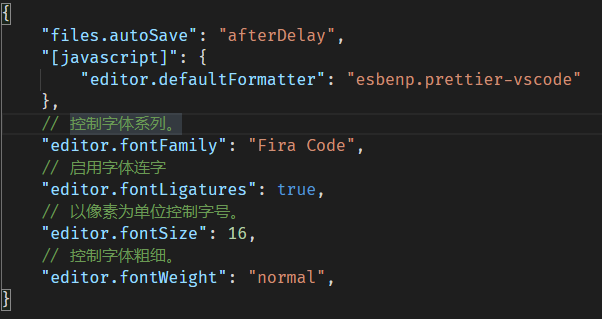 {
    "files.autoSave": "afterDelay",
    "[javascript]": {
        "editor.defaultFormatter": "esbenp.prettier-vscode"
    },
    // 控制字体系列。
    "editor.fontFamily": "Fira Code",
    // 启用字体连字
    "editor.fontLigatures": true,
    // 以像素为单位控制字号。
    "editor.fontSize": 16,
    // 控制字体粗细。
    "editor.fontWeight": "normal",
}